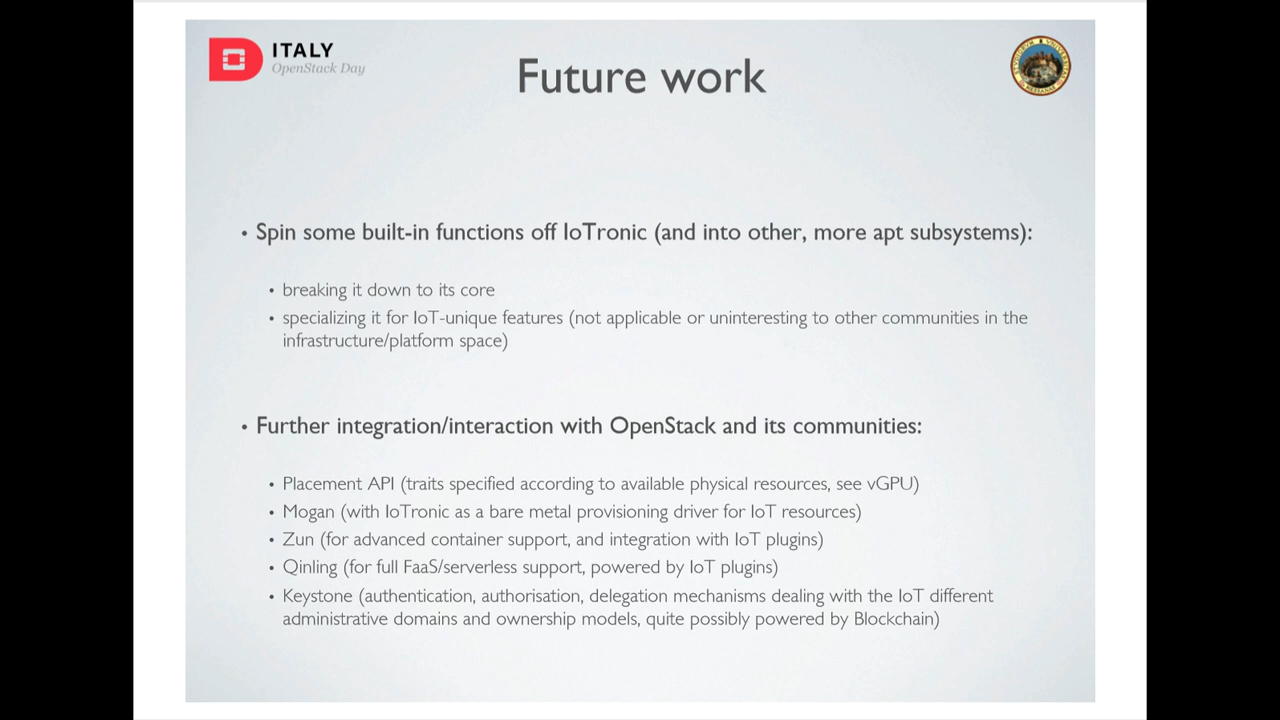 ITALY
OpenStack Day
Future work
• Spin some built-in functions off IoTronic (and into other, more apt subsystems):
• breaking it down to its core
• specializing it for IoT-unique features (not applicable or uninteresting to other communities in the
infrastructure/platform space)
• Further integration/interaction with OpenStack and its communities:
• Placement API (traits specified according to available physical resources, see vGPU)
• Mogan (with IoTronic as a bare metal provisioning driver for IoT resources)
• Zun (for advanced container support, and integration with IoT plugins)
• Qinling (for full FaaS/serverless support, powered by IoT plugins)
• Keystone (authentication, authorisation, delegation mechanisms dealing with the IoT different
administrative domains and ownership models, quite possibly powered by Blockchain)